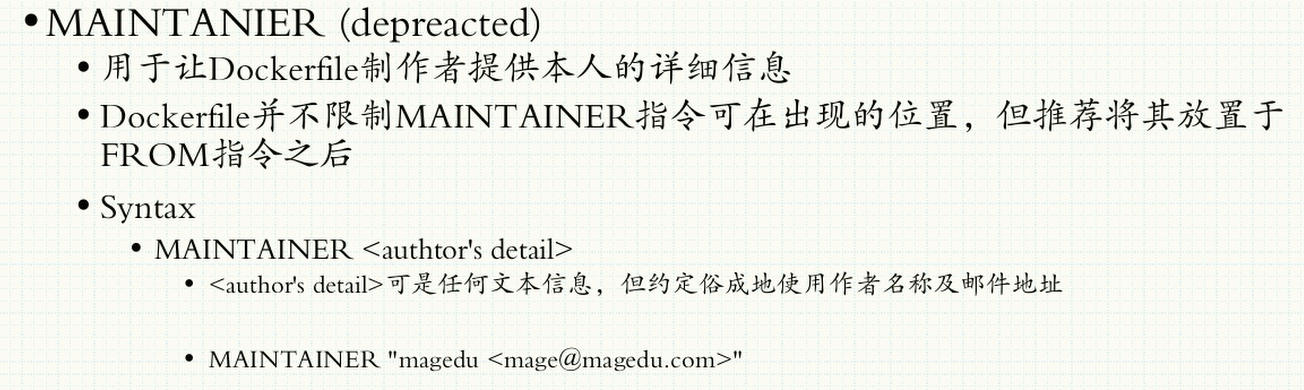 • MAINTANIER (depreacted)
• 用于让Dockerfile制作者提供本人的详细信息
• Dockerfile并不限制MAINTAINER指令可在出现的位置，但推荐将其放置于
FROM指令之后
• Syntax
• MAINTAINER <authtor's detail>
• <author's detail>可是任何文本信息，但约定俗成地使用作者名称及邮件地址
• MAINTAINER "magedu <mage@magedu.com>"